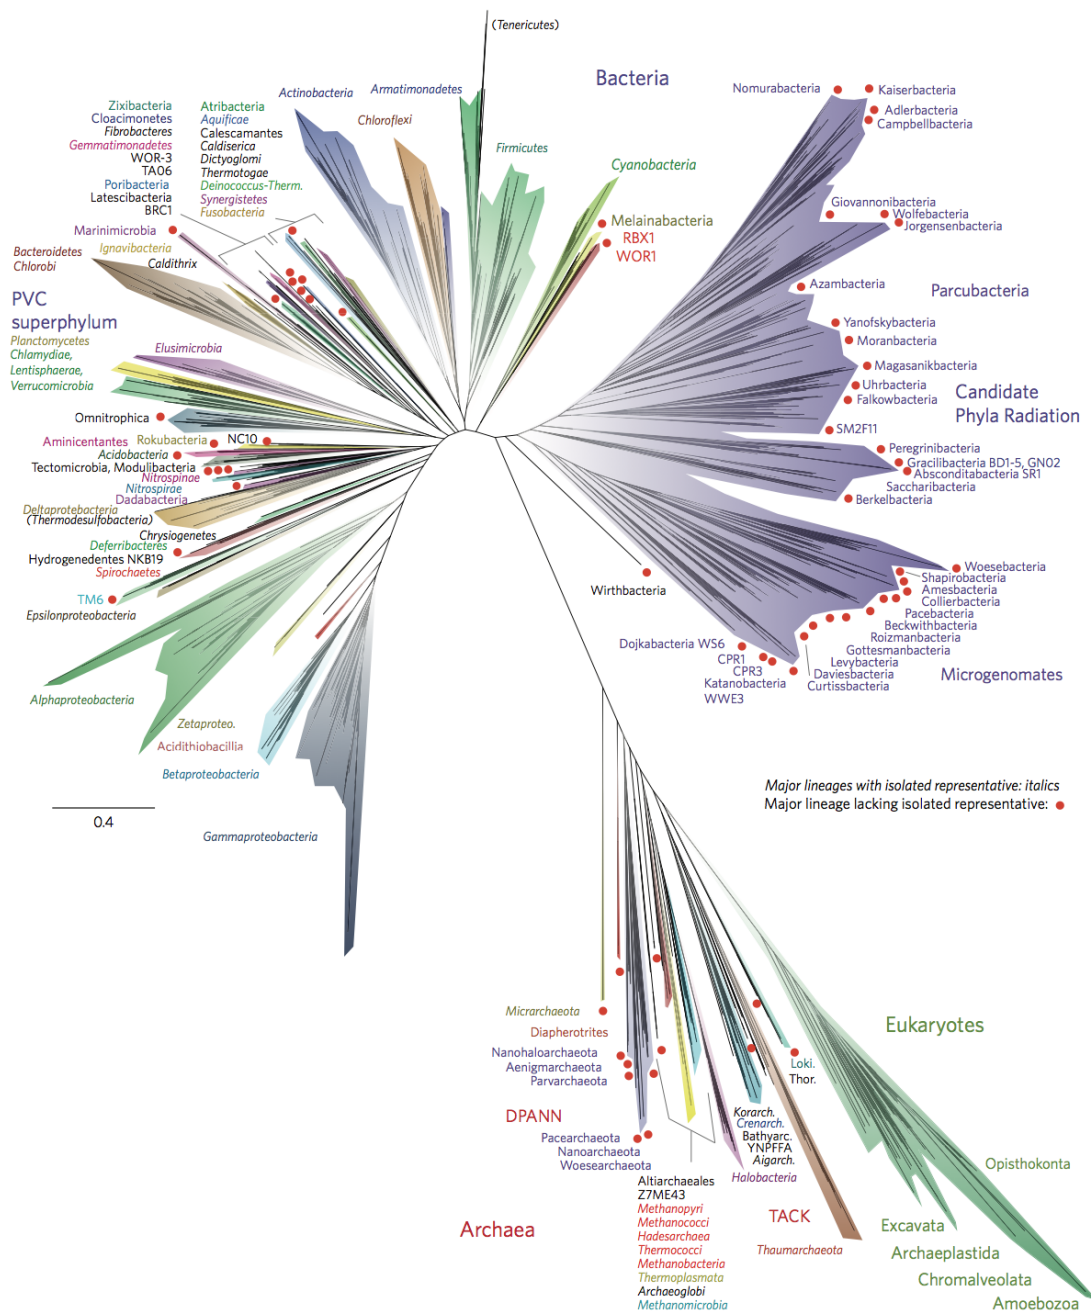 (Tenericutes)
Bacteria
Actinobacteria
Armatimonadetes
Chloroflexi
Firmicutes
Cyanobacteria
Melainabacteria
RBX1
WOR1
Zixibacteria
Cloacimonetes
Fibrobacteres
Gemmatimonadetes
WOR-3
TA06
Poribacteria
Latescibacteria
BRC1
Atribacteria
Aquificae
Calescamantes
Caldiserica
Dictyoglomi
Thermotogae
Deinococcus-Therm.
Synergistetes
Fusobacteria
Marinimicrobia
Ignavibacteria
Caldithrix
Bacteroidetes
Chlorobi
PVC
superphylum
Planctomycetes
Chlamydiae,
Lentisphaerae,
Verrucomicrobia
Elusimicrobia
Omnitrophica
Aminicentantes
Rokubacteria
NC10
Acidobacteria
Tectomicrobia, Modulibacteria
Nitrospinae
Nitrospirae
Dadabacteria
Deltaproteobacteria
(Thermodesulfobacteria)
Chrysiogenetes
Deferribacteres
Hydrogenedentes NKB19
Spirochaetes
TM6
Epsilonproteobacteria
Alphaproteobacteria
Zetaproteo.
Acidithiobacillia
Betaproteobacteria
Gammaproteobacteria
0.4
Nomurabacteria
Kaiserbacteria
Adlerbacteria
Campbellbacteria
Giovannonibacteria
Wolfebacteria
Jorgensenbacteria
Azambacteria
Parcubacteria
Yanofskybacteria
Moranbacteria
Magasanikbacteria
Uhrbacteria
Falkowbacteria
Candidate
Phyla Radiation
SM2F11
Peregrinibacteria
Gracilibacteria BD1-5, GN02
Absconditabacteria SR1
Saccharibacteria
Berkelbacteria
Woesebacteria
Shapirobacteria
Amesbacteria
Collierbacteria
Pacebacteria
Beckwithbacteria
Roizmanbacteria
Gottesmanbacteria
Levybacteria
Daviesbacteria
Curtissbacteria
Microgenomates
Wirthbacteria
Dojkabacteria WS6
CPR1
CPR3
Katanobacteria
WWE3
Major lineages with isolated representative: italics
Major lineage lacking isolated representative:
Micrarchaeota
Diapherotrites
Nanohaloarchaeota
Aenigmarchaeota
Parvarchaeota
DPANN
Pacearchaeota
Nanoarchaeota
Woesearchaeota
Altiarchaeales
Z7ME43
Methanopyri
Methanococci
Hadesarchaea
Thermococci
Methanobacteria
Thermoplasmata
Archaeoglobi
Methanomicrobia
Halobacteria
Archaea
Korarch.
Crenarch.
Bathyarc.
YNPFFA
Aigarch.
TACK
Thaumarchaeota
Loki.
Thor.
Eukaryotes
Opisthokonta
Excavata
Archaeplastida
Chromalveolata
Amoebozoa